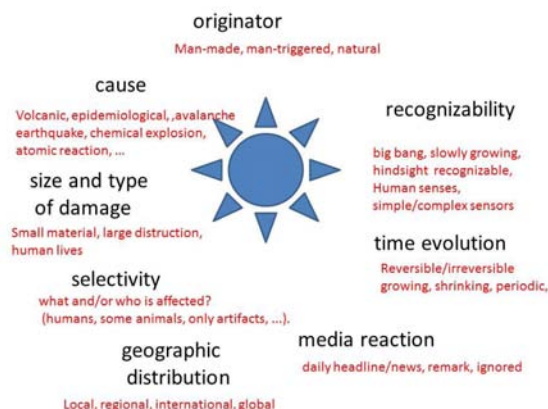 originator
Man-made, man-triggered, natural
cause
Volcanic, epidemiological, ,avalanche
earthquake, chemical explosion,
atomic reaction, ...
recognizability
big bang, slowly growing,
hindsight recognizable,
Human senses,
simple/complex sensors
size and type
of damage
Small material, large distruction,
human lives
time evolution
Reversible/irreversible
growing, shrinking, periodic,
selectivity
what and/or who is affected?
(humans, some animals, only artifacts, ...).
media reaction
daily headline/news, remark, ignored
geographic
distribution
Local, regional, international, global